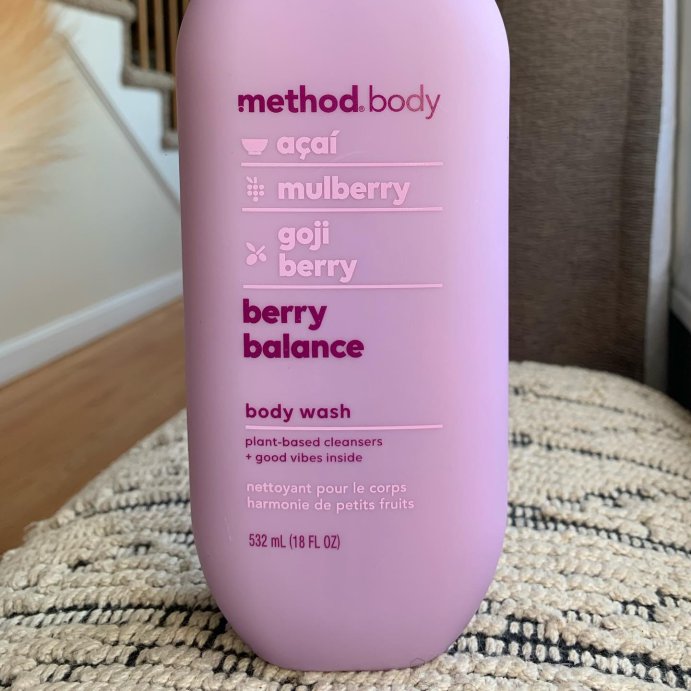 method® body
açaí
mulberry
goji
berry
berry
balance
body wash
plant-based cleansers
+ good vibes inside
nettoyant pour le corps
harmonie de petits fruits
532 mL (18 FL OZ)